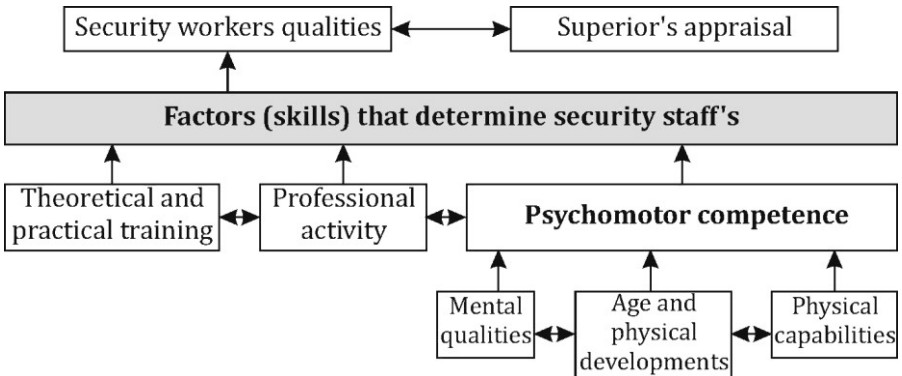 Security workers qualities
Superior's appraisal
Factors (skills) that determine security staff's
Theoretical and
practical training
Professional
activity
Psychomotor competence
Mental
qualities
Age and
physical
developments
Physical
capabilities